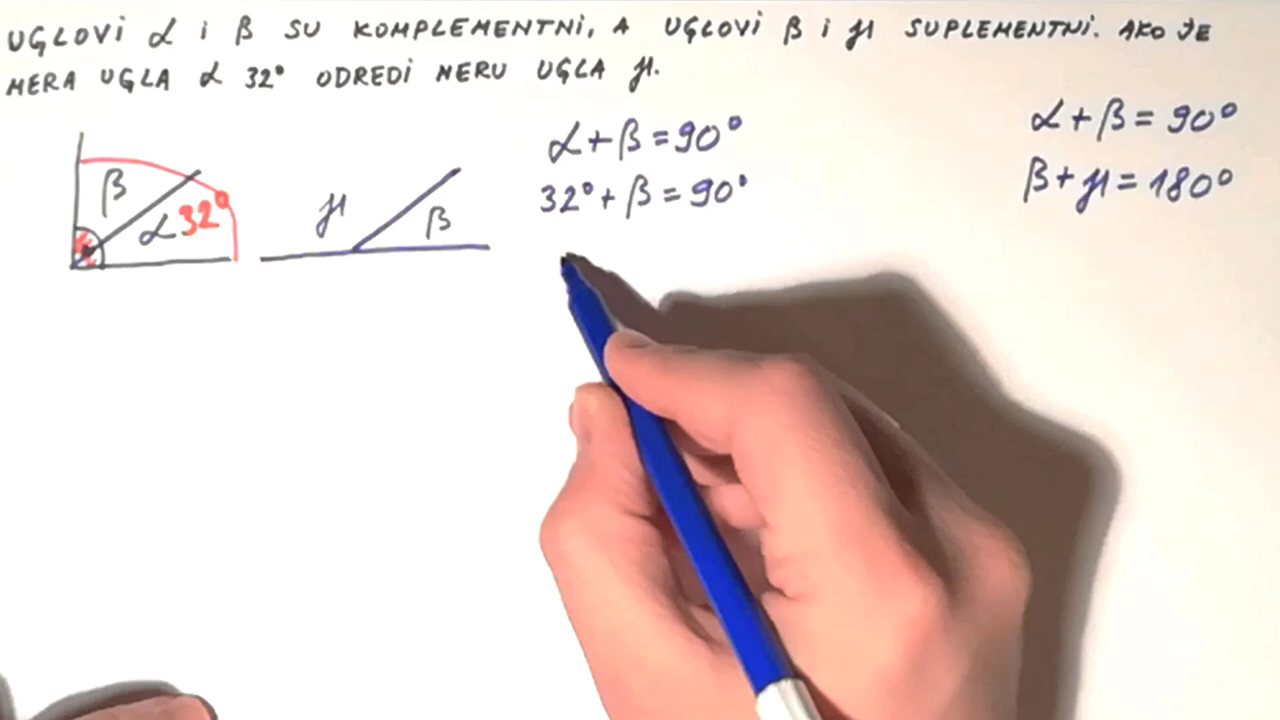 UGLOVI α I β SU KOMPLEMENTNI, A UGLOVI β I γ SUPLEMENTNI. AKO JE
MERA UGLA α 32° ODREDI MERU UGLA γ.
β
α 32°
γ
β
α + β = 90°
32° + β = 90°
α + β = 90°
β + γ = 180°